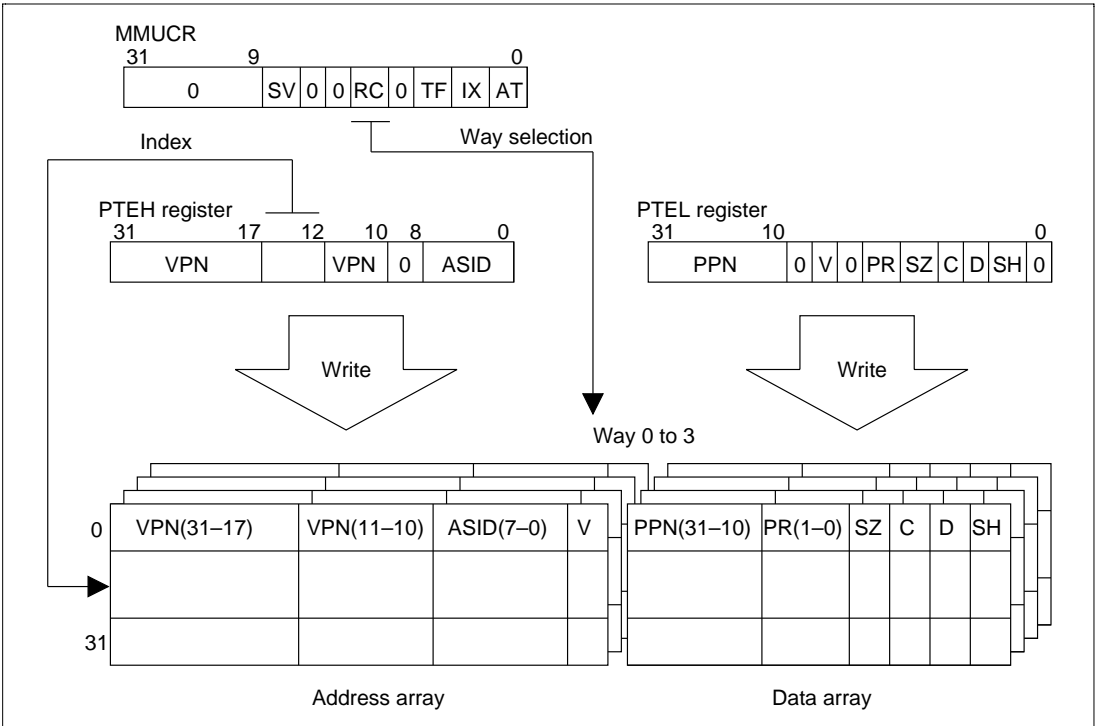 MMUCR
31 9 0
0 SV 0 0 RC 0 TF IX AT
Index
Way selection
PTEH register
31 17 12 10 8 0
VPN VPN 0 ASID
PTEL register
31 10 0
PPN 0 V 0 PR SZ C D SH 0
Write
Write
Way 0 to 3
0 VPN(31–17) VPN(11–10) ASID(7–0) V
PPN(31–10) PR(1–0) SZ C D SH
31
Address array
Data array